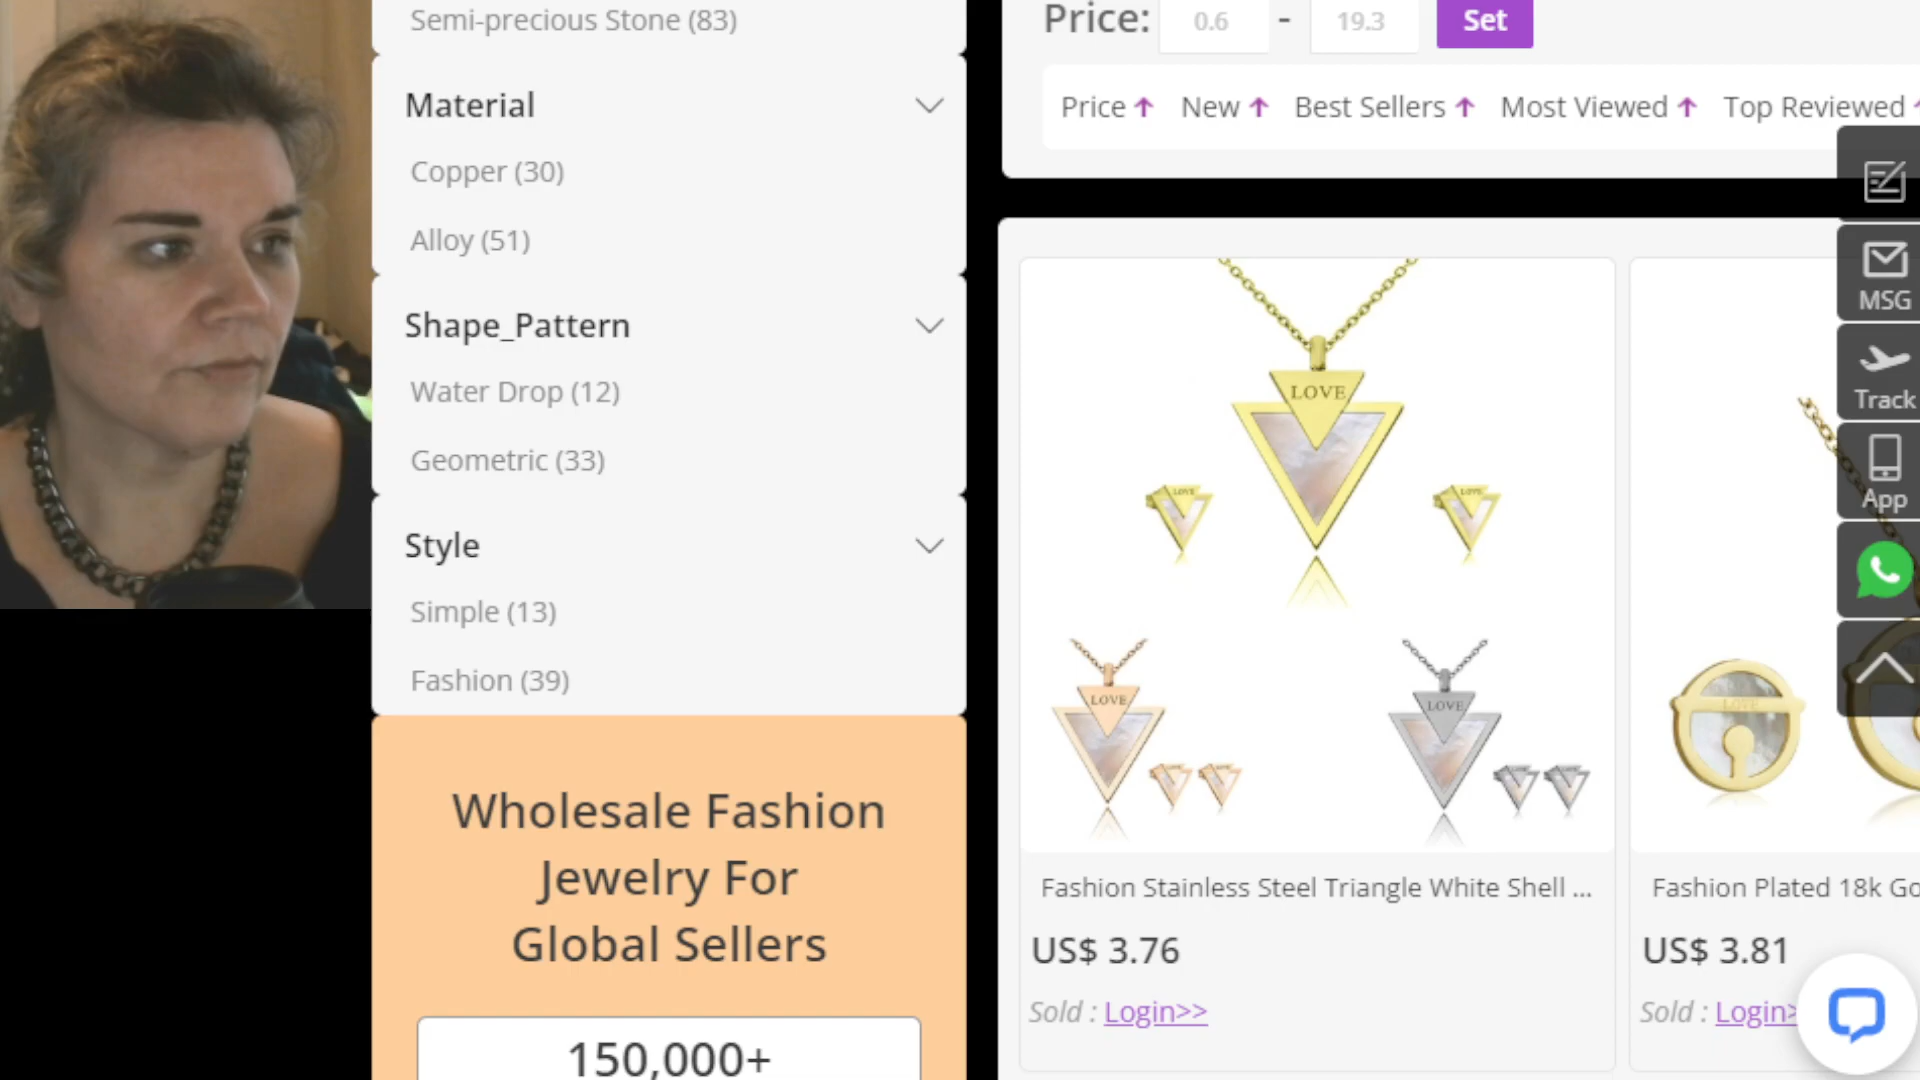 Semi-precious Stone (83)
Material
Copper (30)
Alloy (51)
Shape_Pattern
Water Drop (12)
Geometric (33)
Style
Simple (13)
Fashion (39)
Wholesale Fashion
Jewelry For
Global Sellers
150,000+
Price: 0.6 - 19.3 Set
Price New Best Sellers Most Viewed Top Reviewed
LOVE
LOVE
LOVE
LOVE
LOVE
LOVE
Fashion Stainless Steel Triangle White Shell ...
US$ 3.76
Sold : Login>>
Fashion Plated 18k Go
US$ 3.81
Sold : Login>
MSG
Track
App